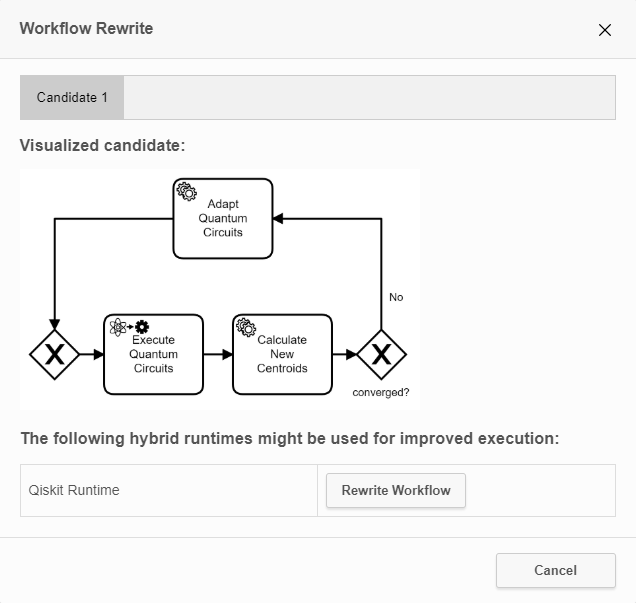 Workflow Rewrite
Candidate 1
Visualized candidate:
Adapt
Quantum
Circuits
No
X
Execute
Quantum
Circuits
Calculate
New
Centroids
X
converged?
The following hybrid runtimes might be used for improved execution:
Qiskit Runtime
Rewrite Workflow
Cancel